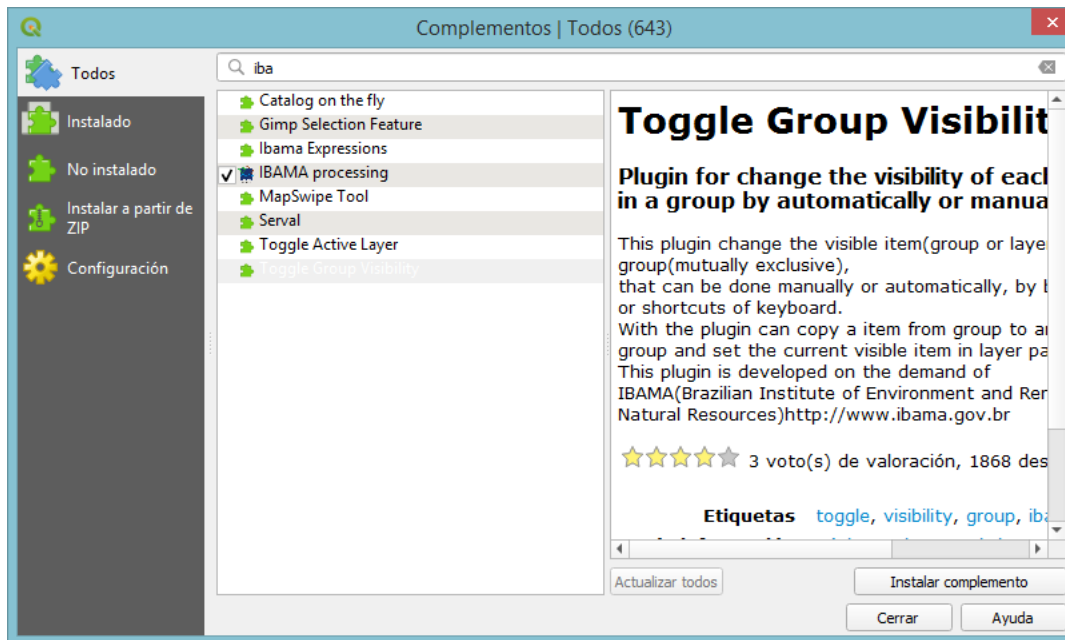 Complementos | Todos (643)
Todos
Instalado
No instalado
Instalar a partir de
ZIP
Configuración
iba
Catalog on the fly
Gimp Selection Feature
Ibama Expressions
IBAMA processing
MapSwipe Tool
Serval
Toggle Active Layer
Toggle Group Visibility
Toggle Group Visibilit
Plugin for change the visibility of each
in a group by automatically or manua
This plugin change the visible item(group or laye
group(mutually exclusive),
that can be done manually or automatically, by b
or shortcuts of keyboard.
With the plugin can copy a item from group to a
group and set the current visible item in layer pa
This plugin is developed on the demand of
IBAMA(Brazilian Institute of Environment and Ren
Natural Resources)http://www.ibama.gov.br
3 voto(s) de valoración, 1868 des
Etiquetas toggle, visibility, group, iba
Actualizar todos
Instalar complemento
Cerrar
Ayuda